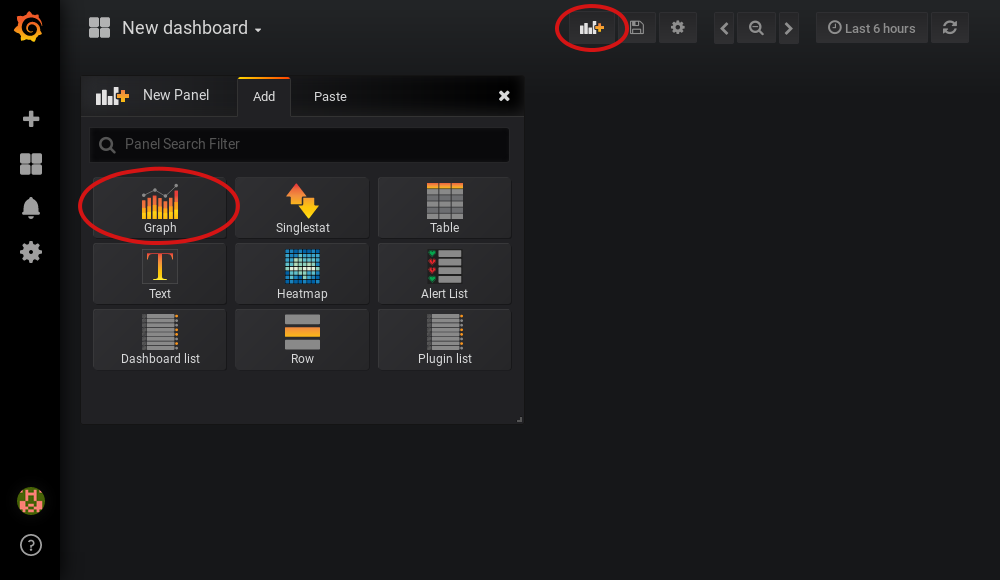 New dashboard
Last 6 hours
New Panel
Add
Paste
Panel Search Filter
Graph
Singlestat
Table
T
Text
Heatmap
Alert List
Dashboard list
Row
Plugin list
?